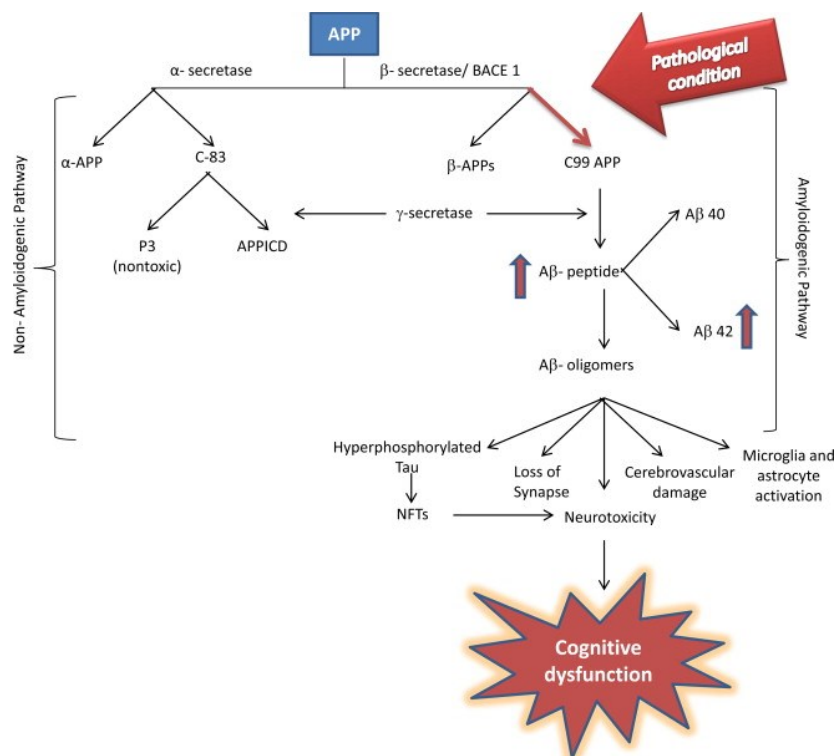 APP
α- secretase
β- secretase/ BACE 1
Pathological
condition
α-APP
C-83
β-APPs
C99 APP
Non- Amyloidogenic Pathway
Amyloidogenic Pathway
γ-secretase
P3
(nontoxic)
APPICD
Aβ 40
Aβ- peptide
Aβ 42
Aβ- oligomers
Hyperphosphorylated
Tau
Loss of
Synapse
Cerebrovascular
damage
Microglia and
astrocyte
activation
NFTs
Neurotoxicity
Cognitive
dysfunction